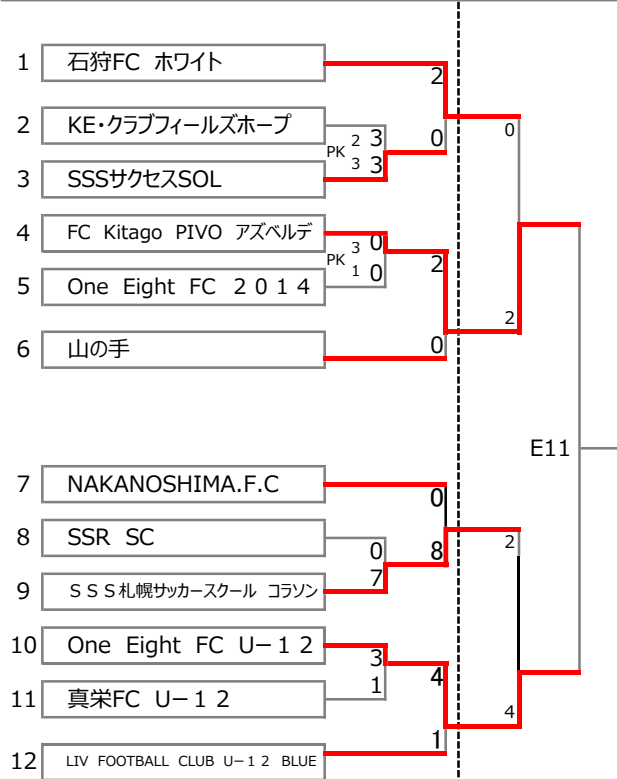 1 石狩FC ホワイト
2
0
2 KE・クラブフィールズホープ
PK 2 3
3 3
0
3 SSSサクセスSOL
4 FC Kitago PIVO アズベルデ
PK 3 0
1 0
2
2
5 One Eight FC 2014
6 山の手
0
E11
7 NAKANOSHIMA.F.C
0
8 SSR SC
0
7
8
2
9 SSS札幌サッカースクール コラソン
10 One Eight FC U-12
3
1
4
4
11 真栄FC U-12
1
12 LIV FOOTBALL CLUB U-12 BLUE